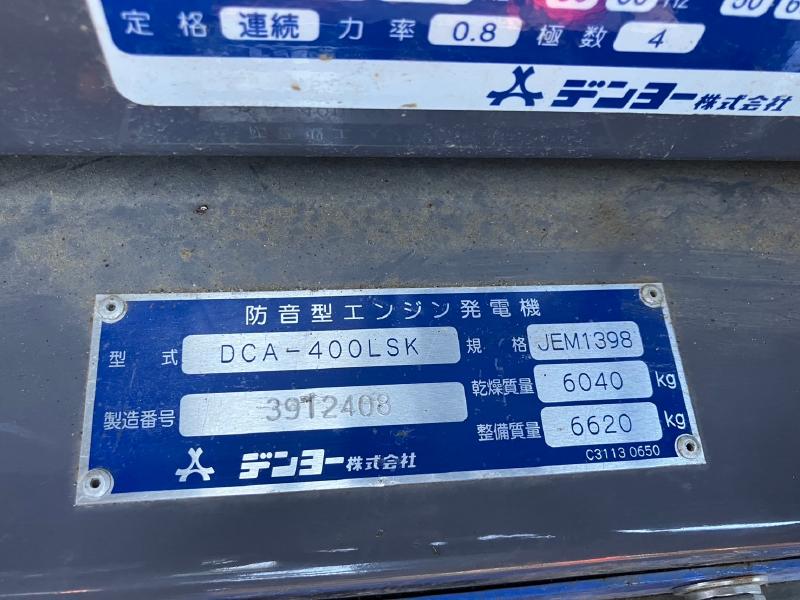 定格 連続 力率 0.8 極数 4
デンヨー株式会社
防音型エンジン発電機
型式 DCA-400LSK 規格 JEM1398
乾燥質量 6040 kg
製造番号 3912408
整備質量 6620 kg
デンヨー株式会社
C3113 0650